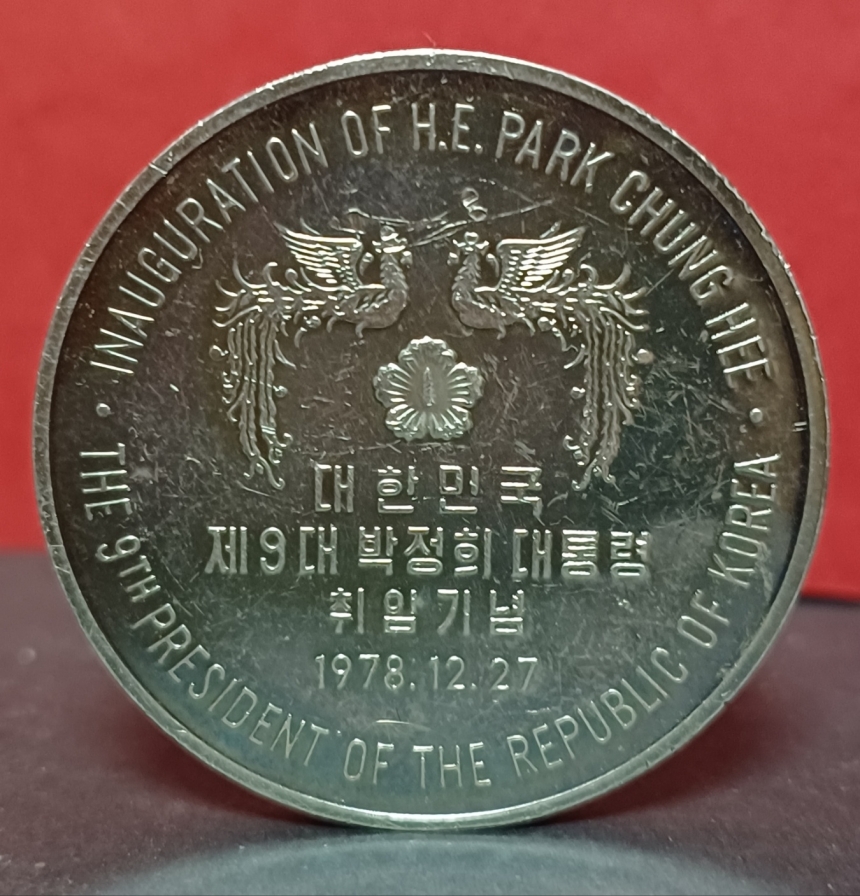 INAUGURATION OF H.E. PARK CHUNG HEE
대한민국
제9대 박정희 대통령
취임기념
1978.12.27
• THE 9TH PRESIDENT OF THE REPUBLIC OF KOREA •